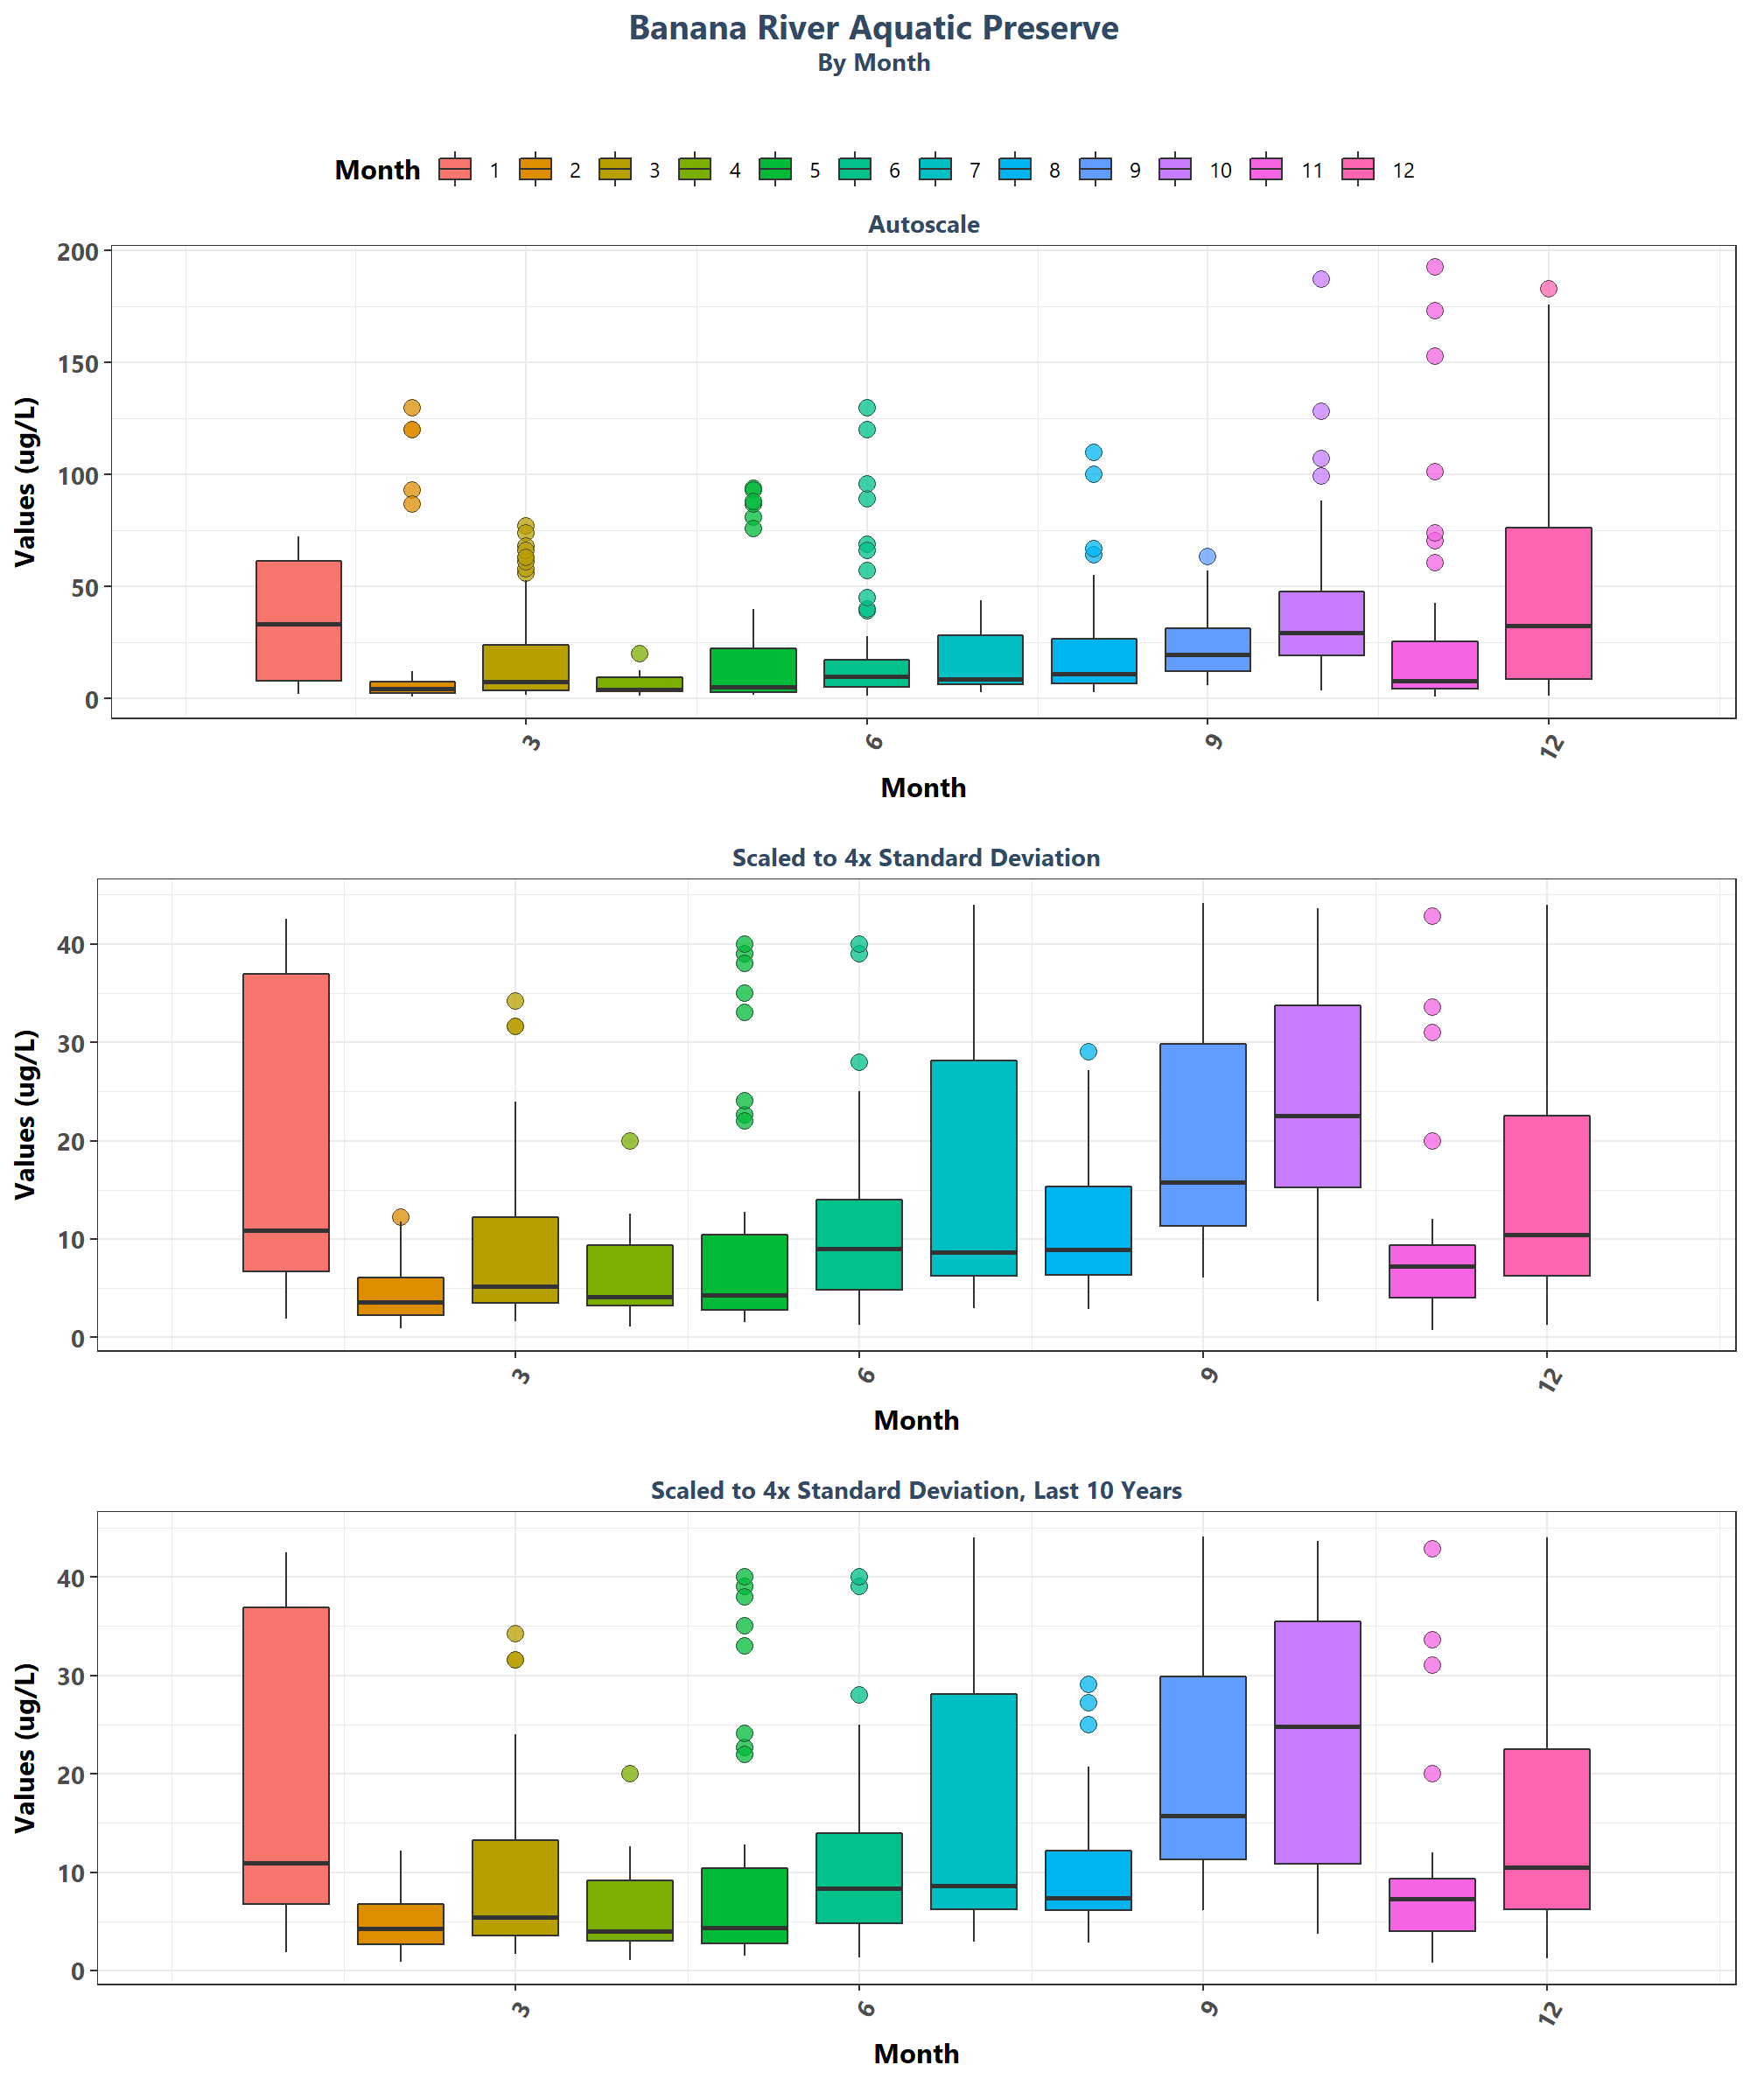 Banana River Aquatic Preserve
By Month
Month 1 2 3 4 5 6 7 8 9 10 11 12
Autoscale
Values (ug/L)
200
150
100
50
0
3 6 9 12
Month
Scaled to 4x Standard Deviation
Values (ug/L)
40
30
20
10
0
3 6 9 12
Month
Scaled to 4x Standard Deviation, Last 10 Years
Values (ug/L)
40
30
20
10
0
3 6 9 12
Month